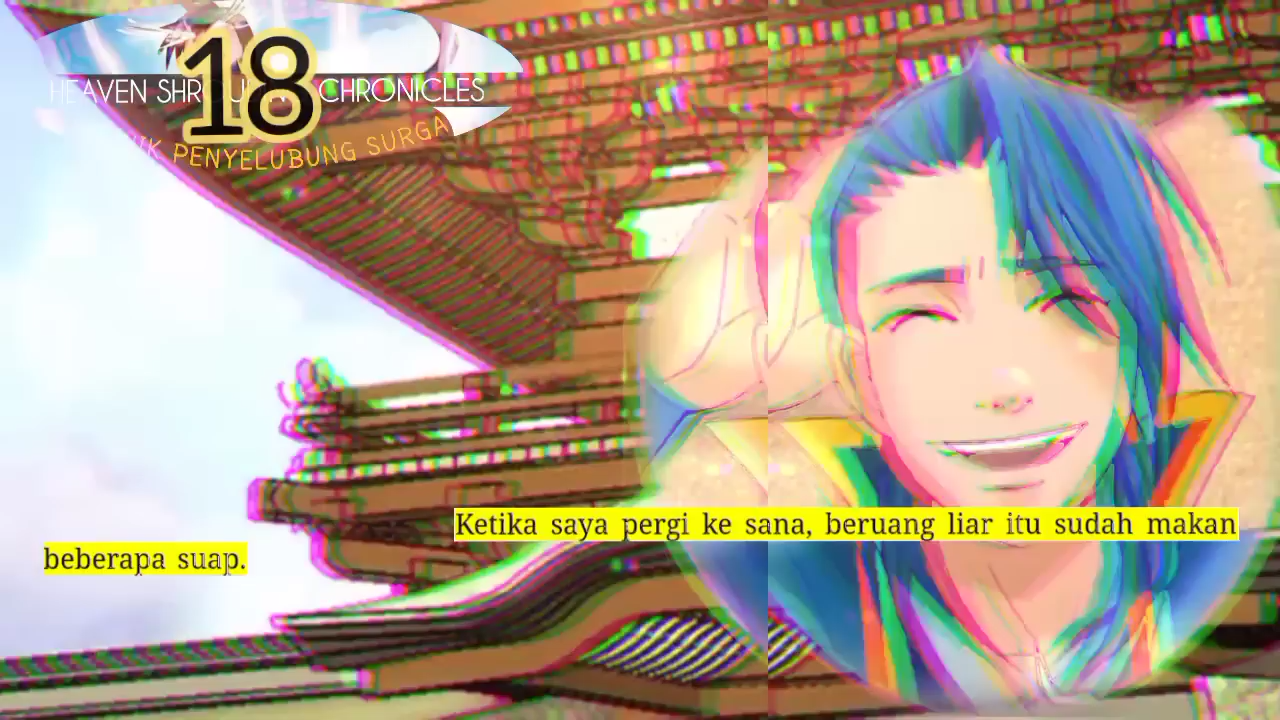 18
HEAVEN SHR CHRONICLES
PENYELUBUNG SURGA
Ketika saya pergi ke sana, beruang liar itu sudah makan
beberapa suap.